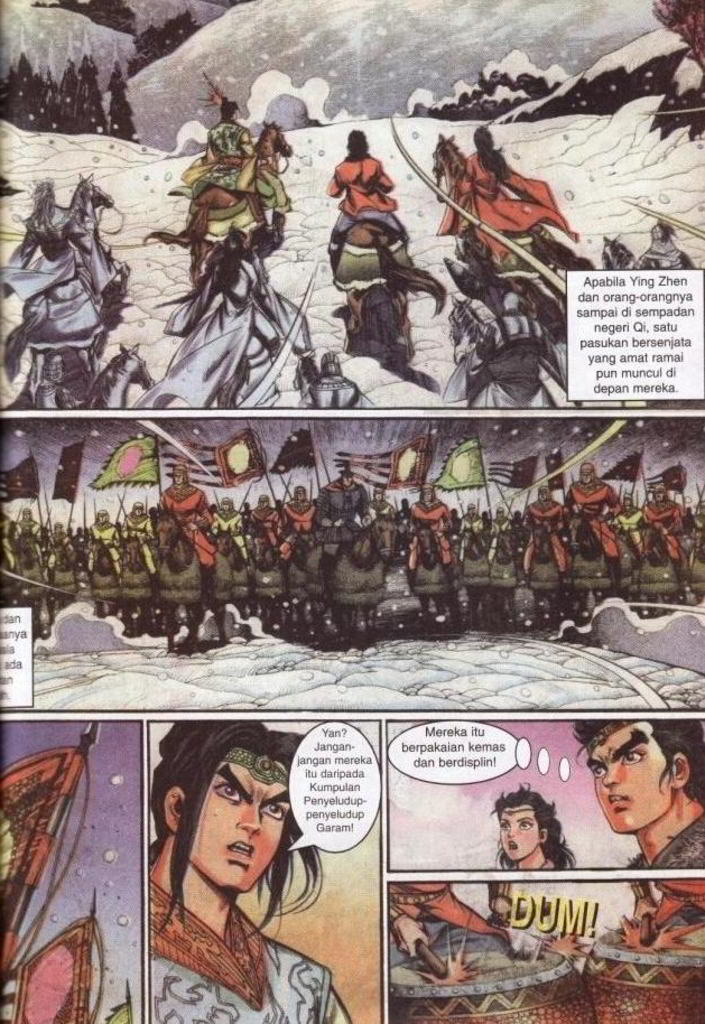 Apabila Ying Zhen
dan orang-orangnya
sampai di sempadan
negeri Qi, satu
pasukan bersenjata
yang amat ramai
pun muncul di
depan mereka.
dan
ada
Yan?
Jangan-
jangan mereka
itu daripada
Kumpulan
Penyeludup-
penyeludup
Garam!
Mereka itu
berpakaian kemas
dan berdisplin!
DUM!